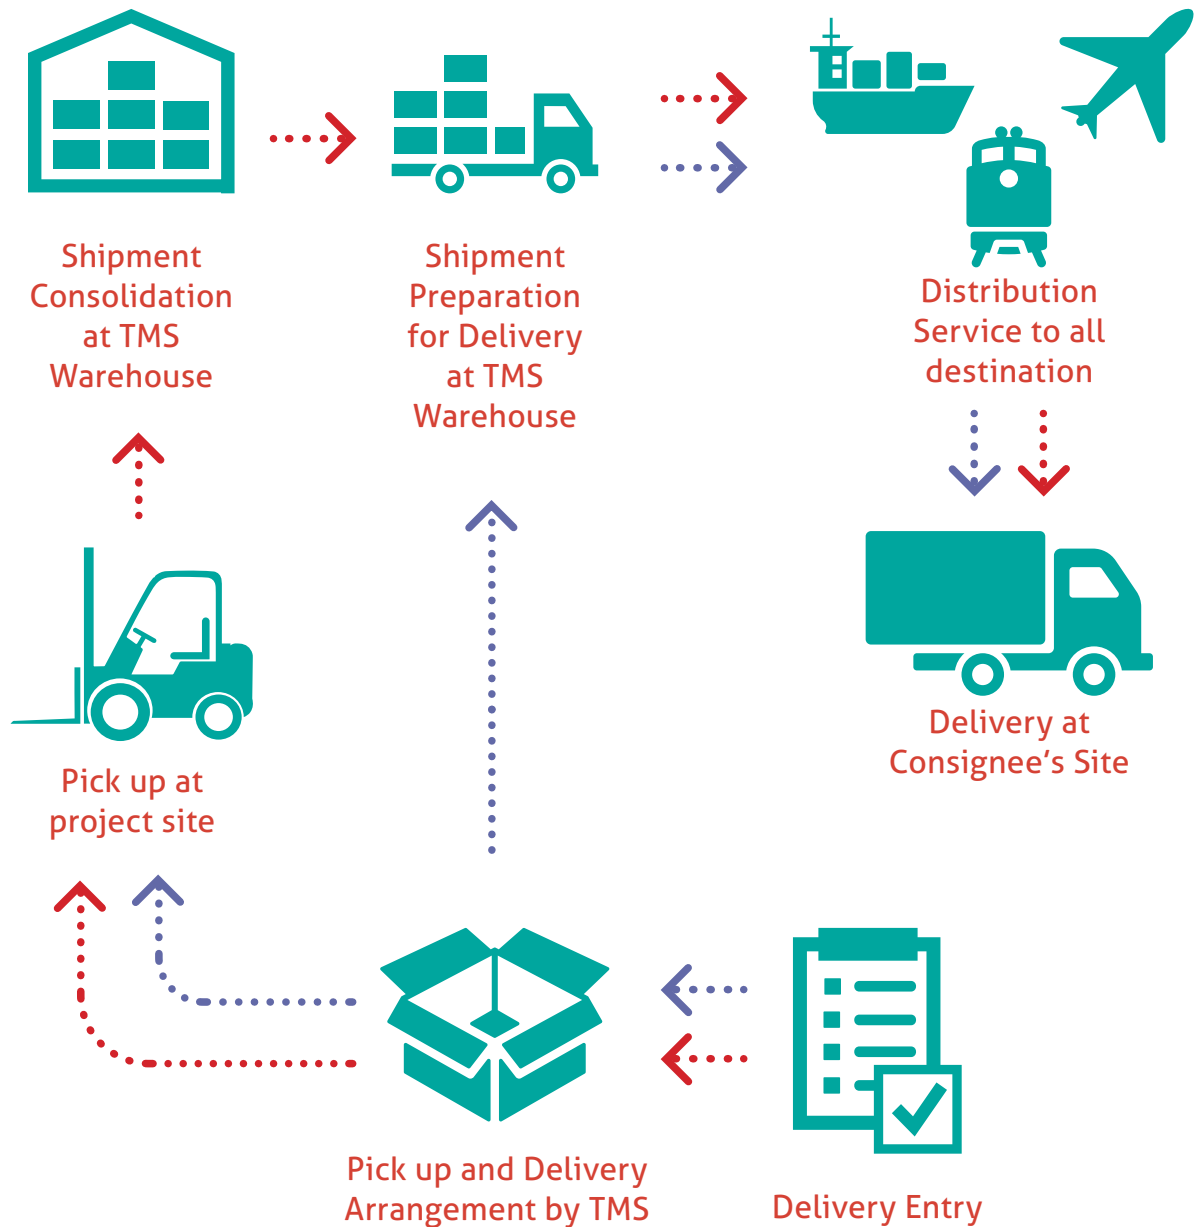 Shipment
Consolidation
at TMS
Warehouse
Shipment
Preparation
for Delivery
at TMS
Warehouse
Distribution
Service to all
destination
Pick up at
project site
Delivery at
Consignee’s Site
Pick up and Delivery
Arrangement by TMS
Delivery Entry